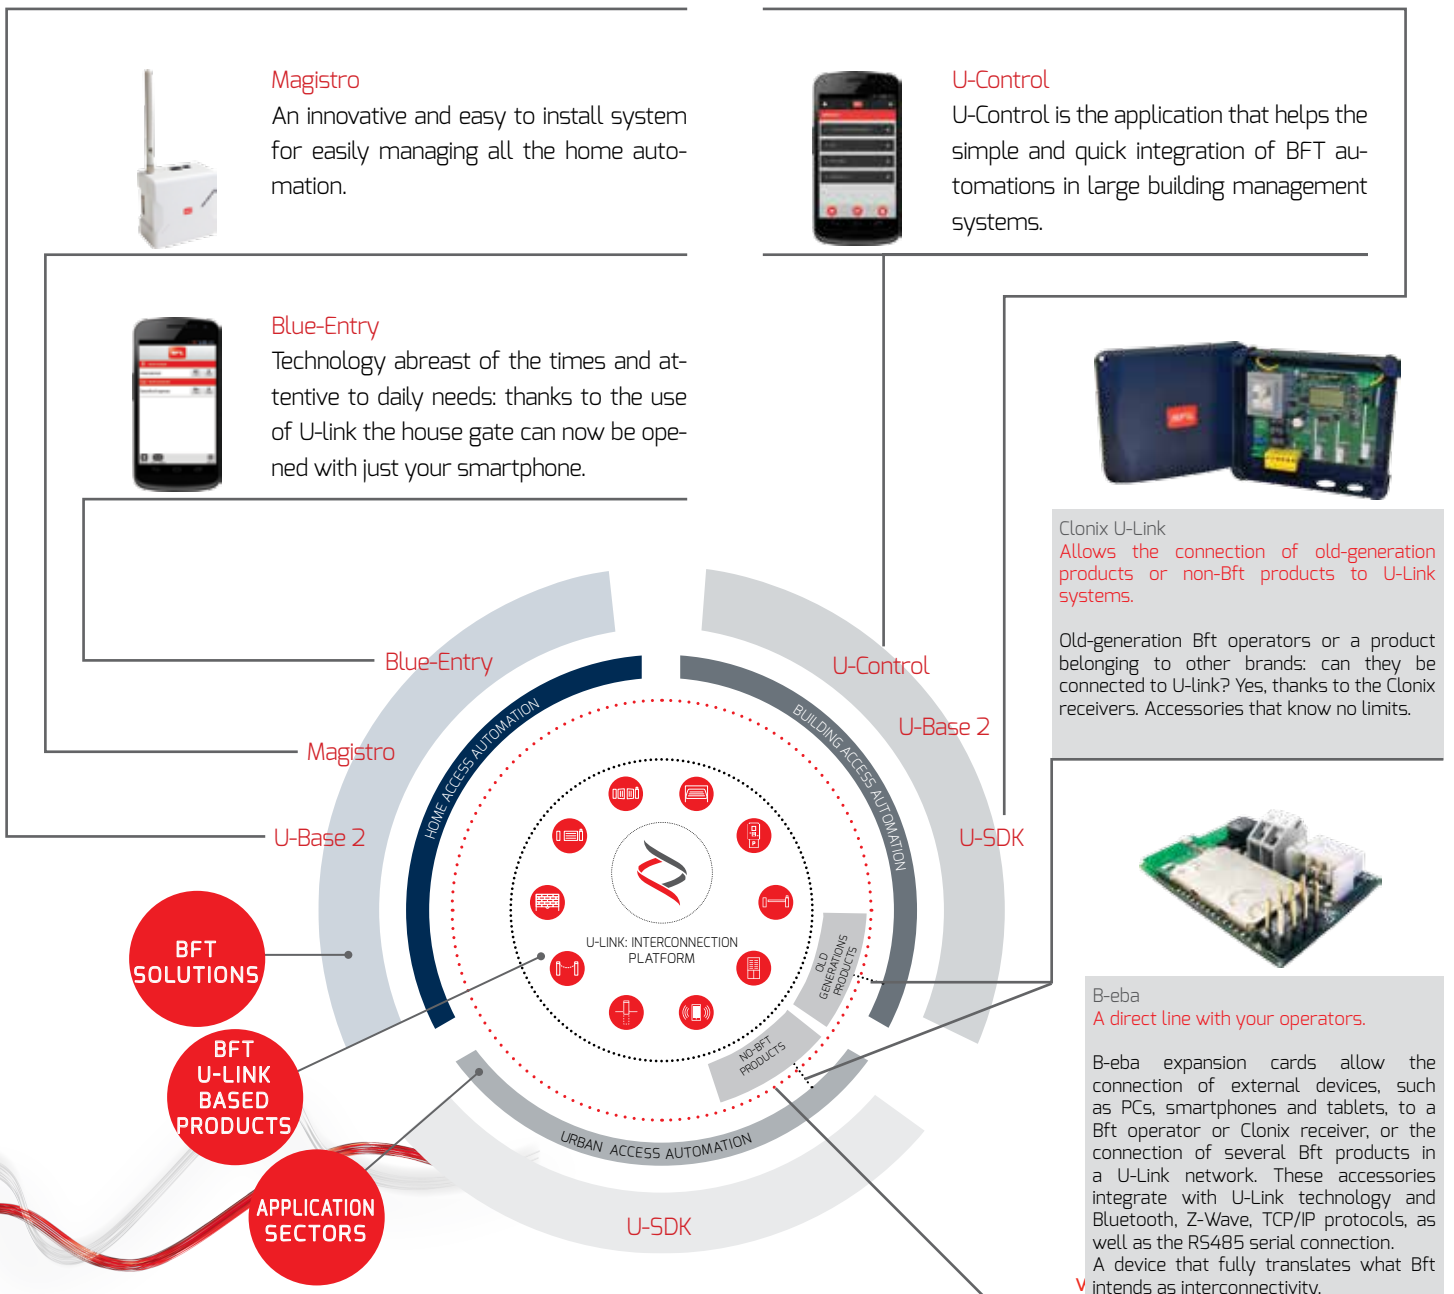 Magistro
An innovative and easy to install system
for easily managing all the home auto-
mation.
U-Control
U-Control is the application that helps the
simple and quick integration of BFT au-
tomations in large building management
systems.
Blue-Entry
Technology abreast of the times and at-
tentive to daily needs: thanks to the use
of U-link the house gate can now be ope-
ned with just your smartphone.
Clonix U-Link
Allows the connection of old-generation
products or non-Bft products to U-Link
systems.
Old-generation Bft operators or a product
belonging to other brands: can they be
connected to U-link? Yes, thanks to the Clonix
receivers. Accessories that know no limits.
Blue-Entry
Magistro
U-Base 2
U-Control
U-Base 2
U-SDK
HOME ACCESS AUTOMATION
BUILDING ACCESS AUTOMATION
U-LINK: INTERCONNECTION
PLATFORM
OLD
GENERATIONS
PRODUCTS
NO-BFT
PRODUCTS
URBAN ACCESS AUTOMATION
U-SDK
BFT
SOLUTIONS
BFT
U-LINK
BASED
PRODUCTS
APPLICATION
SECTORS
B-eba
A direct line with your operators.
B-eba expansion cards allow the
connection of external devices, such
as PCs, smartphones and tablets, to a
Bft operator or Clonix receiver, or the
connection of several Bft products in
a U-Link network. These accessories
integrate with U-Link technology and
Bluetooth, Z-Wave, TCP/IP protocols, as
well as the RS485 serial connection.
A device that fully translates what Bft
intends as interconnectivity.